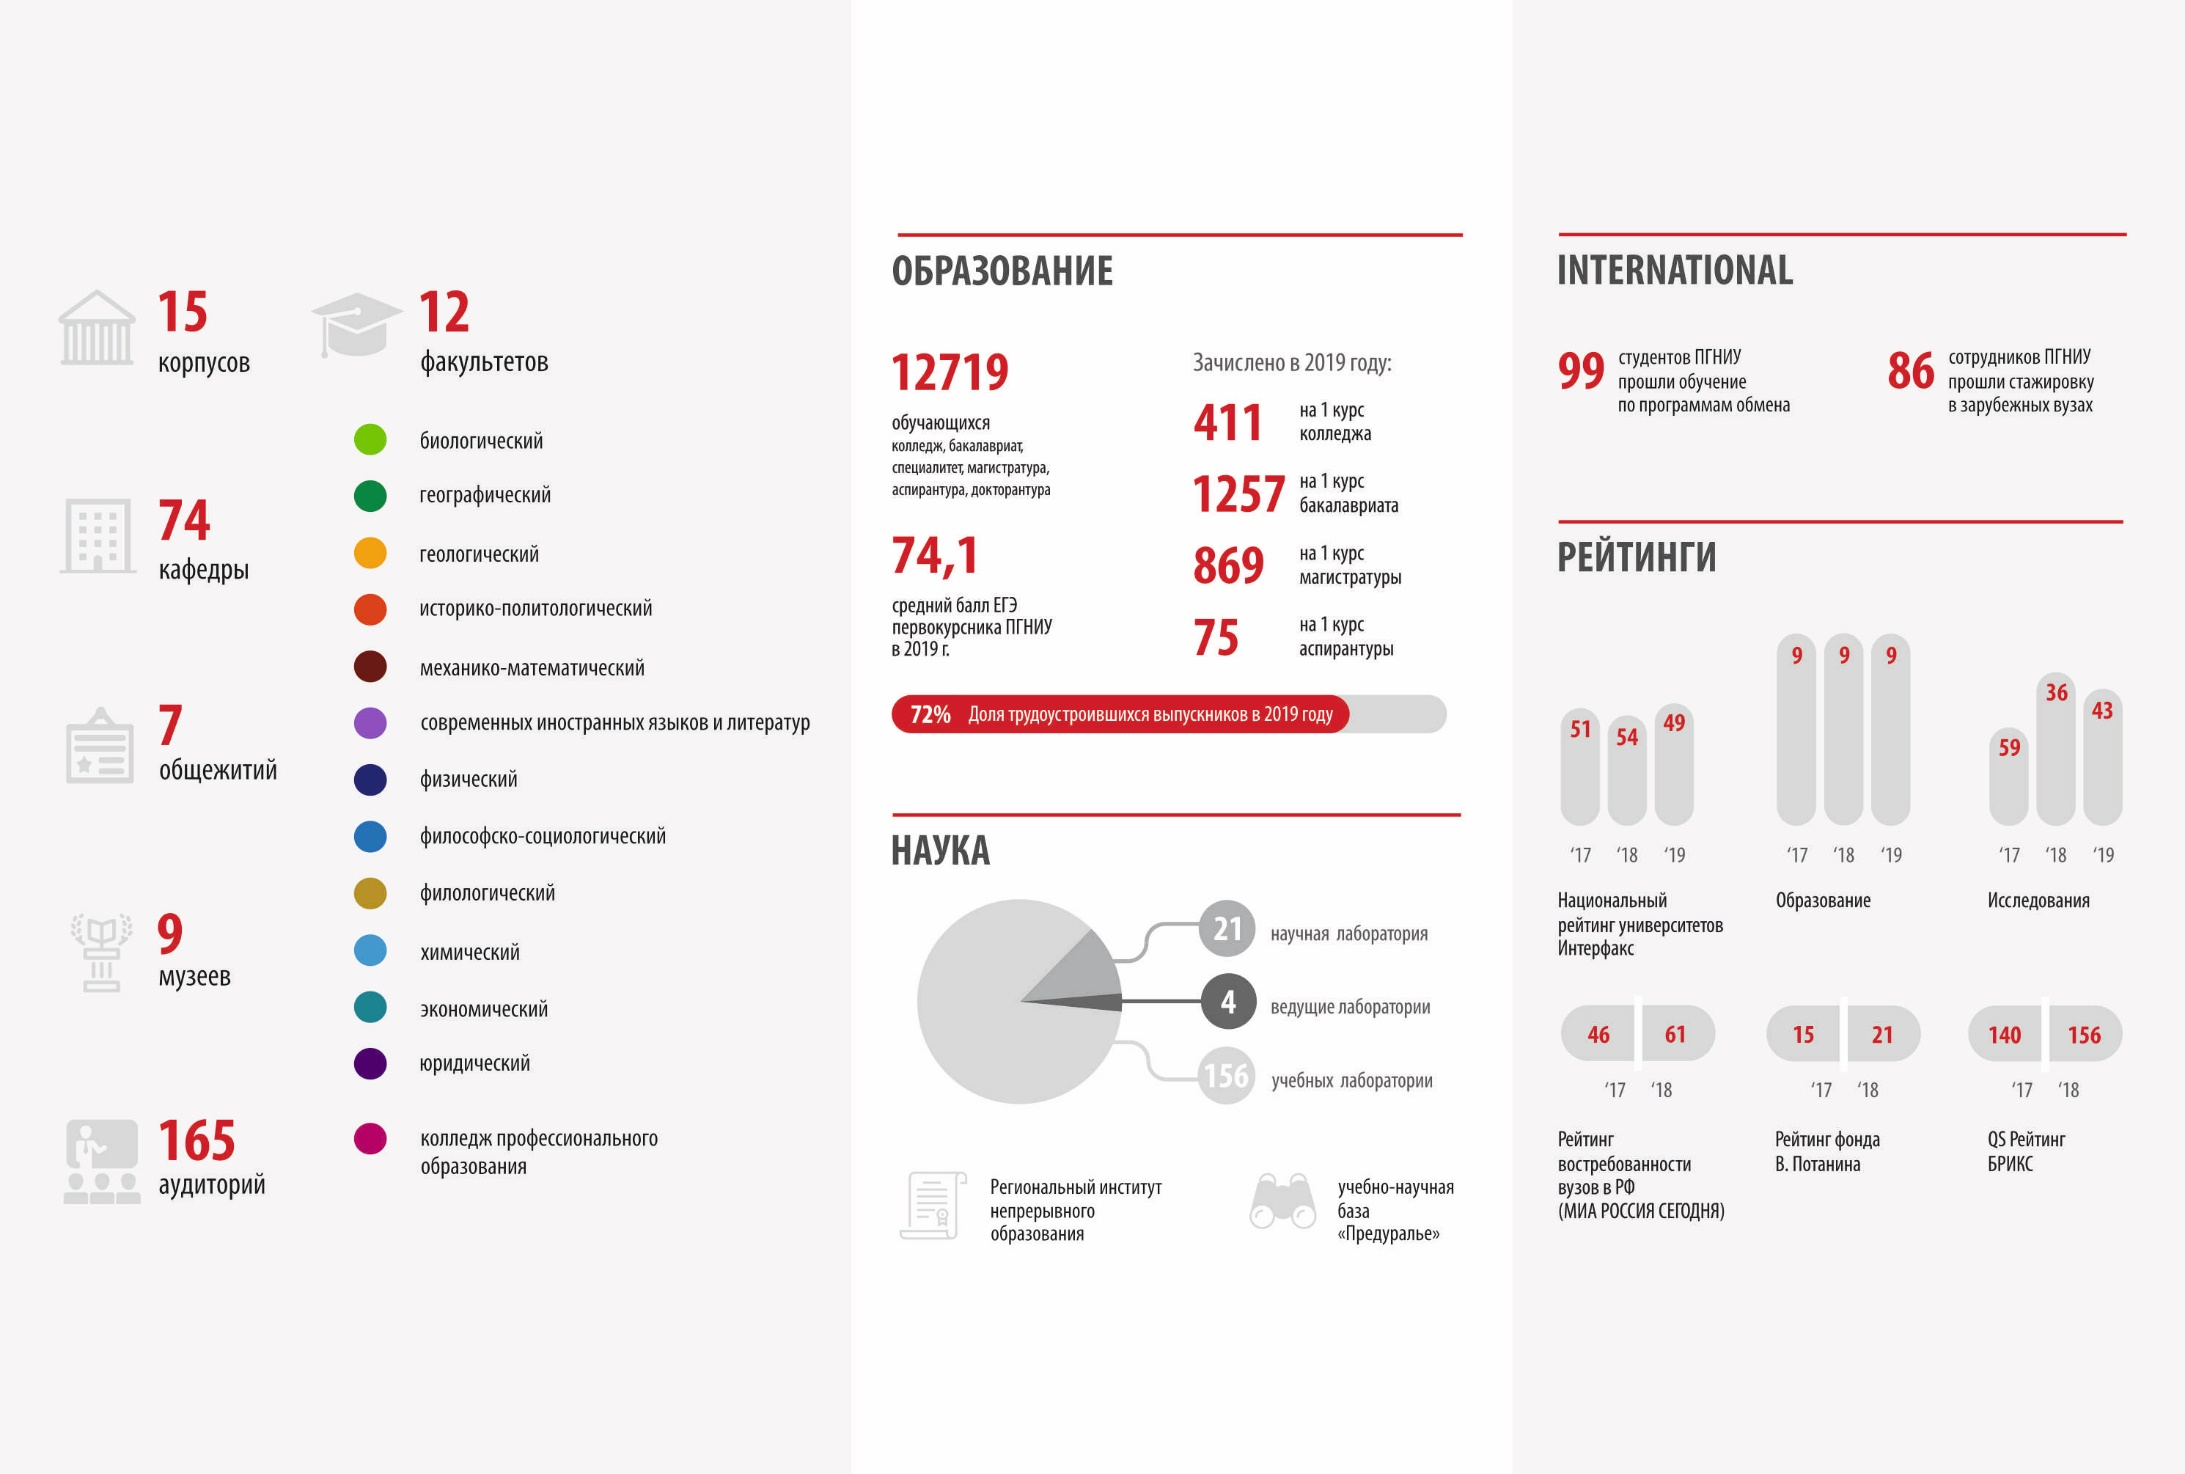 15
корпусов
74
кафедры
7
общежитий
9
музеев
165
аудиторий
12
факультетов
биологический
географический
геологический
историко-политологический
механико-математический
современных иностранных языков и литератур
физический
философско-социологический
филологический
химический
экономический
юридический
колледж профессионального
образования
ОБРАЗОВАНИЕ
12719
обучающихся
колледж, бакалавриат,
специалитет, магистратура,
аспирантура, докторантура
74,1
средний балл ЕГЭ
первокурсника ПГНИУ
в 2019 г.
Зачислено в 2019 году:
411
на 1 курс
колледжа
1257
на 1 курс
бакалавриата
869
на 1 курс
магистратуры
75
на 1 курс
аспирантуры
72% Доля трудоустроившихся выпускников в 2019 году
НАУКА
21 научная лаборатория
4 ведущие лаборатории
156 учебных лаборатории
Региональный институт
непрерывного
образования
учебно-научная
база
«Предуралье»
INTERNATIONAL
99
студентов ПГНИУ
прошли обучение
по программам обмена
86
сотрудников ПГНИУ
прошли стажировку
в зарубежных вузах
РЕЙТИНГИ
51 54 49
‘17 ‘18 ‘19
Национальный
рейтинг университетов
Интерфакс
9 9 9
‘17 ‘18 ‘19
Образование
59 36 43
‘17 ‘18 ‘19
Исследования
46 61
‘17 ‘18
Рейтинг
востребованности
вузов в РФ
(МИА РОССИЯ СЕГОДНЯ)
15 21
‘17 ‘18
Рейтинг фонда
В. Потанина
140 156
‘17 ‘18
QS Рейтинг
БРИКС